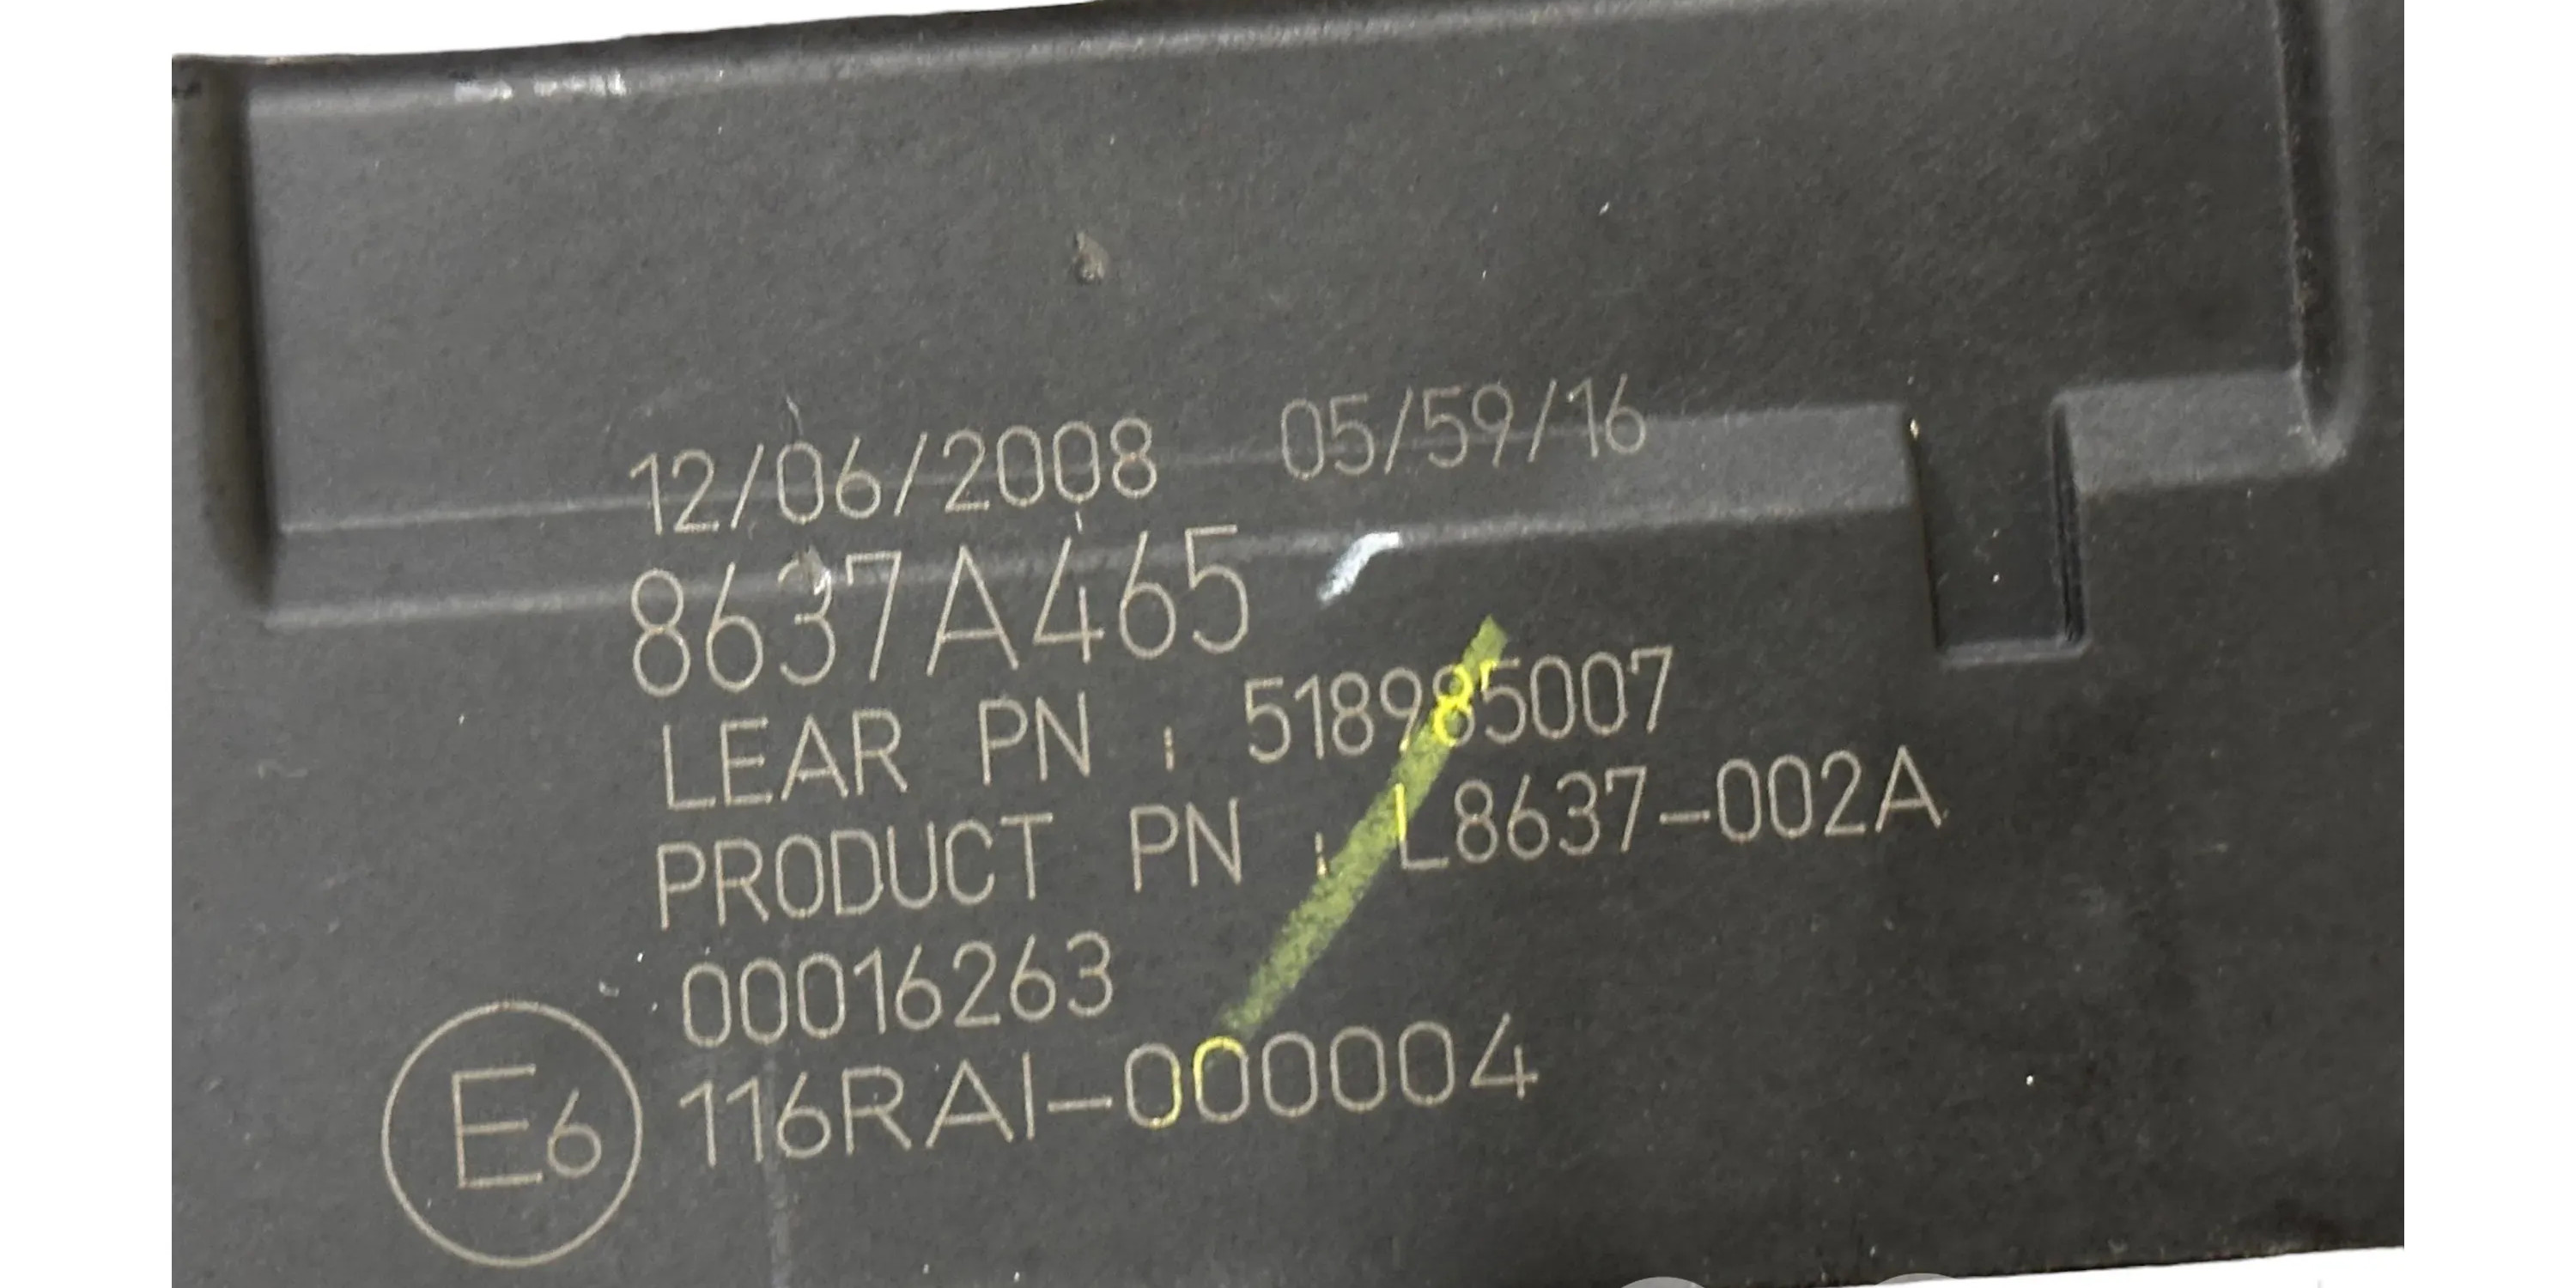 12/06/2008 05/59/16
8637A465
LEAR PN : 518985007
PRODUCT PN : L8637-002A
00016263
E6 116RAI-000004